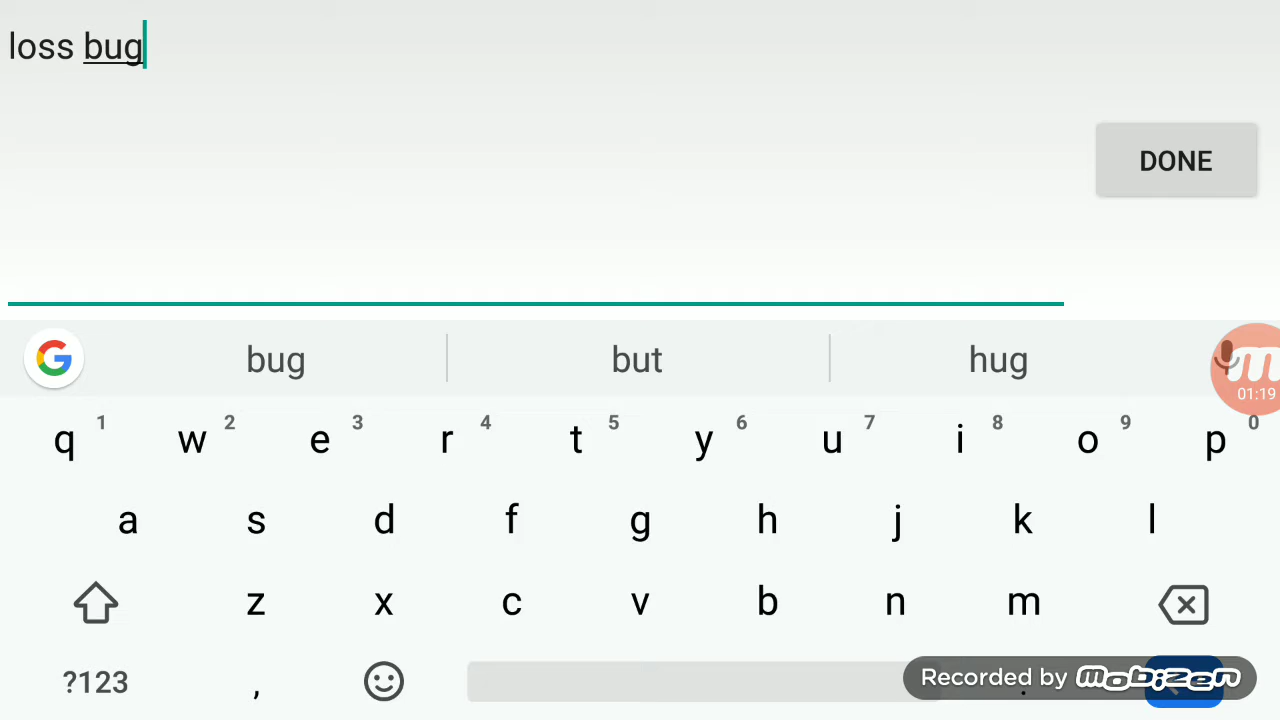 loss bug
DONE
bug but hug
01:19
q 1 w 2 e 3 r 4 t 5 y 6 u 7 i 8 o 9 p 0
a s d f g h j k l
z x c v b n m
?123 , .
Recorded by mobizen